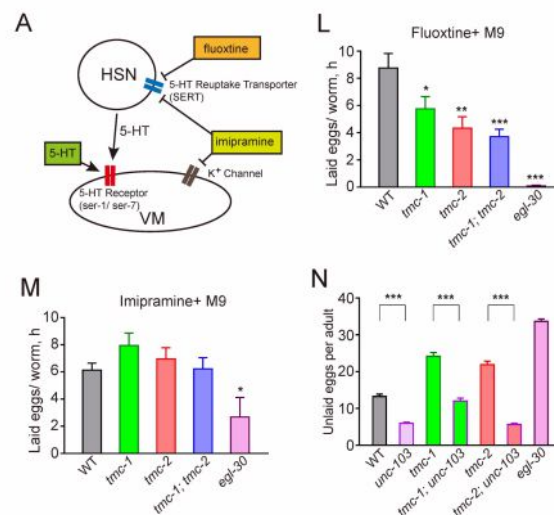 A
fluoxtine
HSN
5-HT Reuptake Transporter
(SERT)
5-HT
imipramine
5-HT
K+ Channel
5-HT Receptor
(ser-1/ ser-7)
VM
L
Fluoxtine+ M9
Laid eggs/ worm, h
10
8
6
4
2
0
*
**
***
***
WT
tmc-1
tmc-2
tmc-1; tmc-2
egl-30
M
Imipramine+ M9
Laid eggs/ worm, h
10
8
6
4
2
0
*
WT
tmc-1
tmc-2
tmc-1; tmc-2
egl-30
N
Unlaid eggs per adult
40
30
20
10
0
***
***
***
WT
unc-103
tmc-1
tmc-1; unc-103
tmc-2
tmc-2; unc-103
egl-30